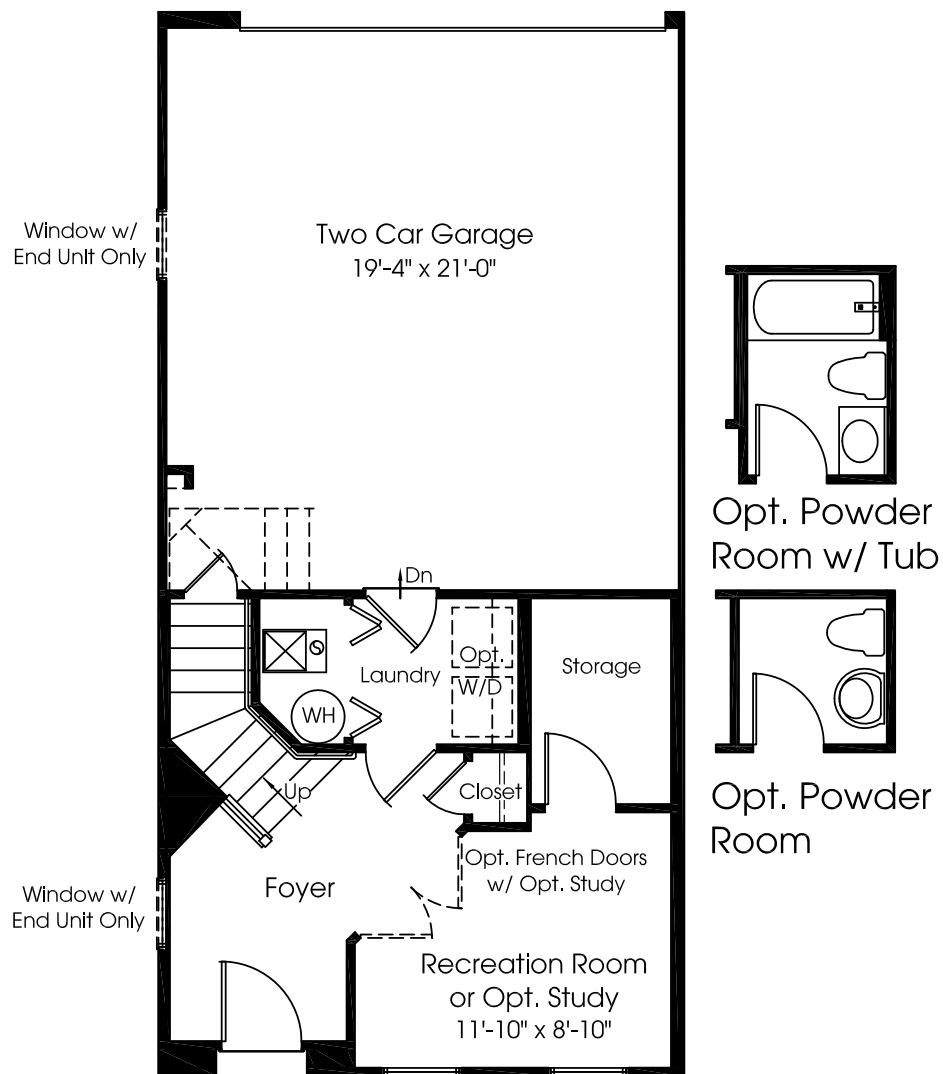 Window w/
End Unit Only
Two Car Garage
19'-4" x 21'-0"
Opt. Powder
Room w/ Tub
Dn
Laundry
Opt.
W/D
Storage
WH
Up
Closet
Opt. Powder
Room
Opt. French Doors
w/ Opt. Study
Foyer
Window w/
End Unit Only
Recreation Room
or Opt. Study
11'-10" x 8'-10"